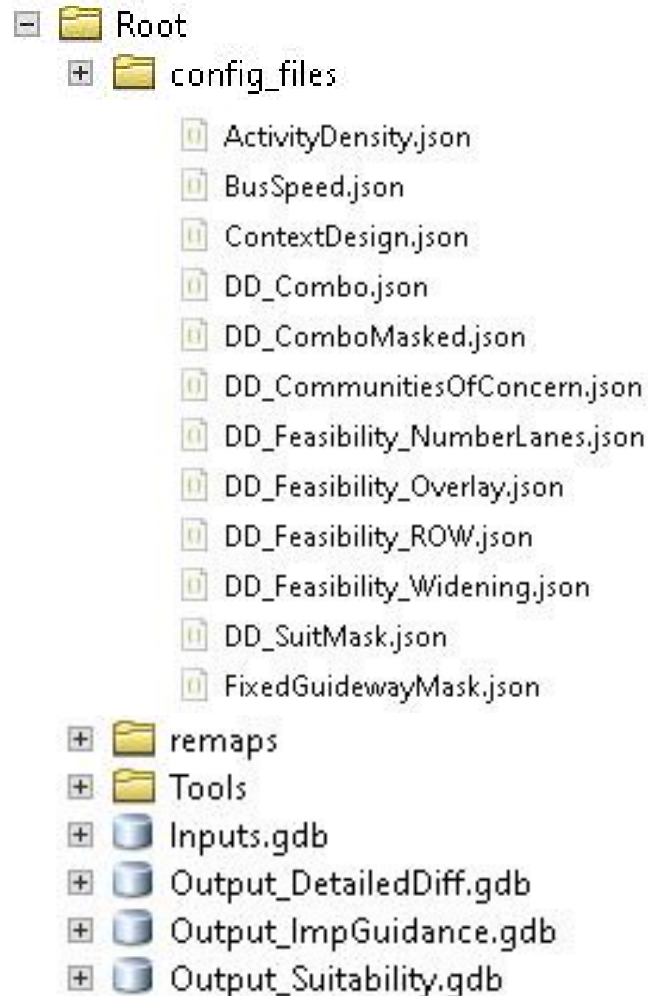 Root
config_files
ActivityDensity.json
BusSpeed.json
ContextDesign.json
DD_Combo.json
DD_ComboMasked.json
DD_CommunitiesOfConcern.json
DD_Feasibility_NumberLanes.json
DD_Feasibility_Overlay.json
DD_Feasibility_ROW.json
DD_Feasibility_Widening.json
DD_SuitMask.json
FixedGuidewayMask.json
remaps
Tools
Inputs.gdb
Output_DetailedDiff.gdb
Output_ImpGuidance.gdb
Output_Suitability.gdb